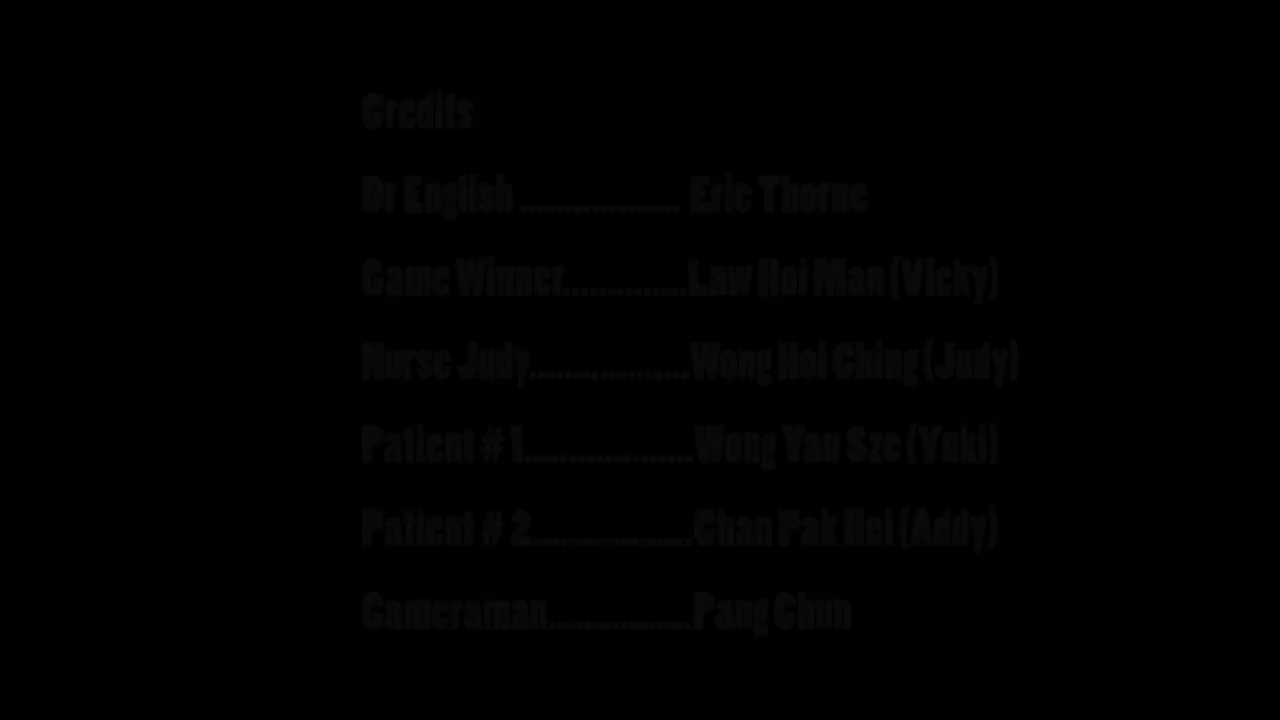 Credits
Dr English .................. Eric Thorne
Game Winner..............Law Hoi Man (Vicky)
Nurse Judy..................Wong Hoi Ching (Judy)
Patient # 1...................Wong Yan Sze (Yuki)
Patient # 2..................Chan Pak Hei (Addy)
Cameraman................Pang Chun